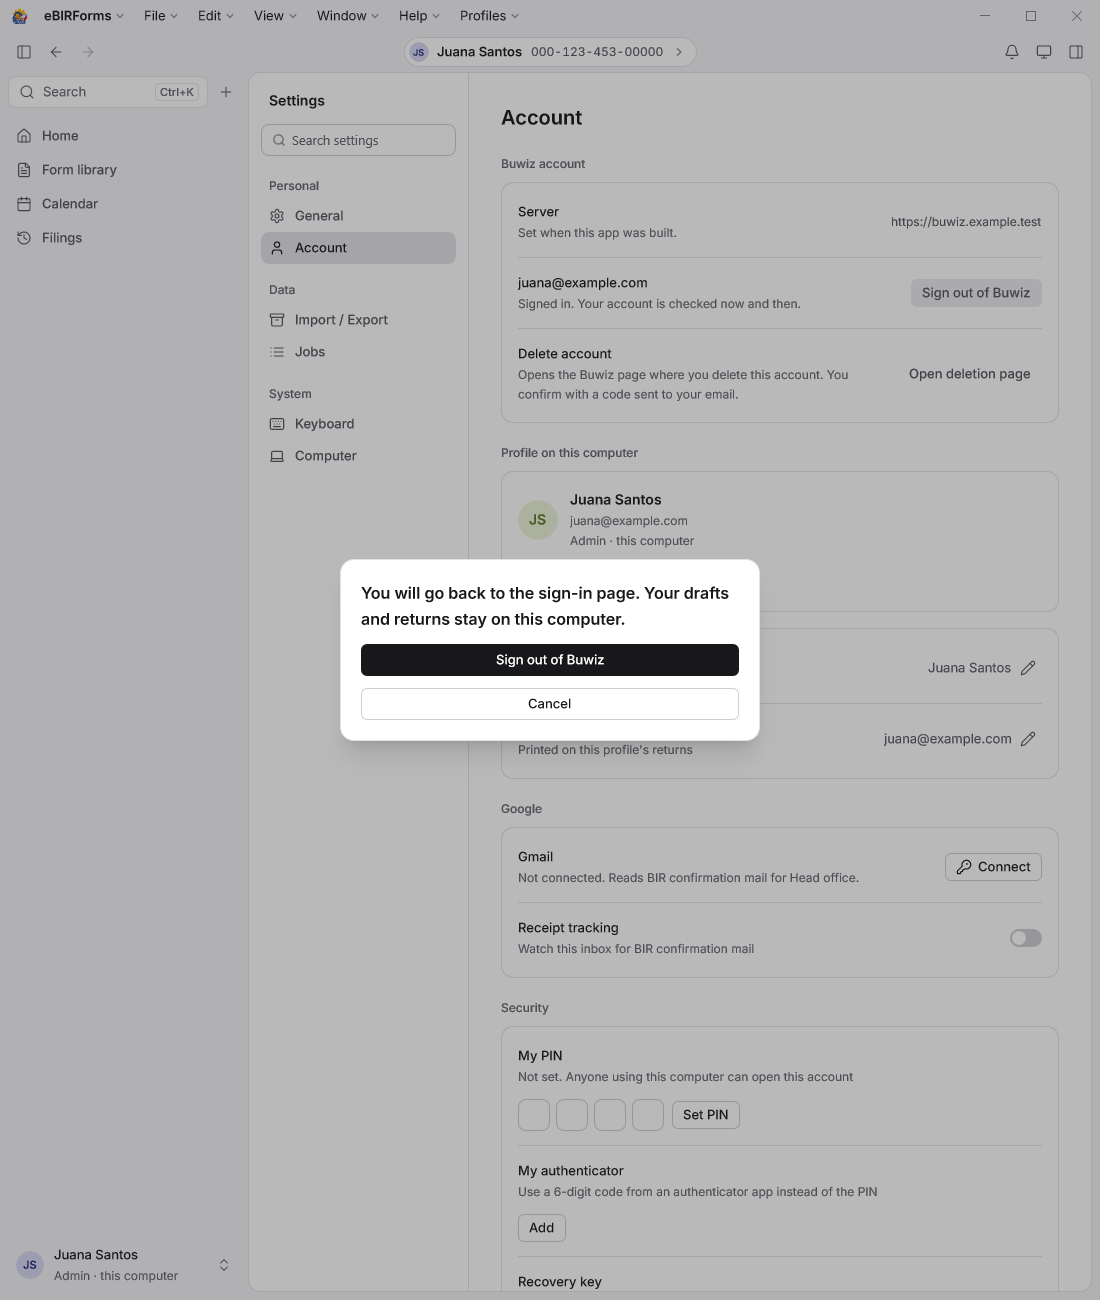 eBIRForms
File
Edit
View
Window
Help
Profiles
JS Juana Santos 000-123-453-00000
Search Ctrl+K
Home
Form library
Calendar
Filings
Settings
Search settings
Personal
General
Account
Data
Import / Export
Jobs
System
Keyboard
Computer
Account
Buwiz account
Server
Set when this app was built.
https://buwiz.example.test
juana@example.com
Signed in. Your account is checked now and then.
Sign out of Buwiz
Delete account
Opens the Buwiz page where you delete this account. You
confirm with a code sent to your email.
Open deletion page
Profile on this computer
JS
Juana Santos
juana@example.com
Admin · this computer
You will go back to the sign-in page. Your drafts
and returns stay on this computer.
Sign out of Buwiz
Cancel
Juana Santos
juana@example.com
Printed on this profile's returns
Google
Gmail
Not connected. Reads BIR confirmation mail for Head office.
Connect
Receipt tracking
Watch this inbox for BIR confirmation mail
Security
My PIN
Not set. Anyone using this computer can open this account
Set PIN
My authenticator
Use a 6-digit code from an authenticator app instead of the PIN
Add
Recovery key
JS
Juana Santos
Admin · this computer